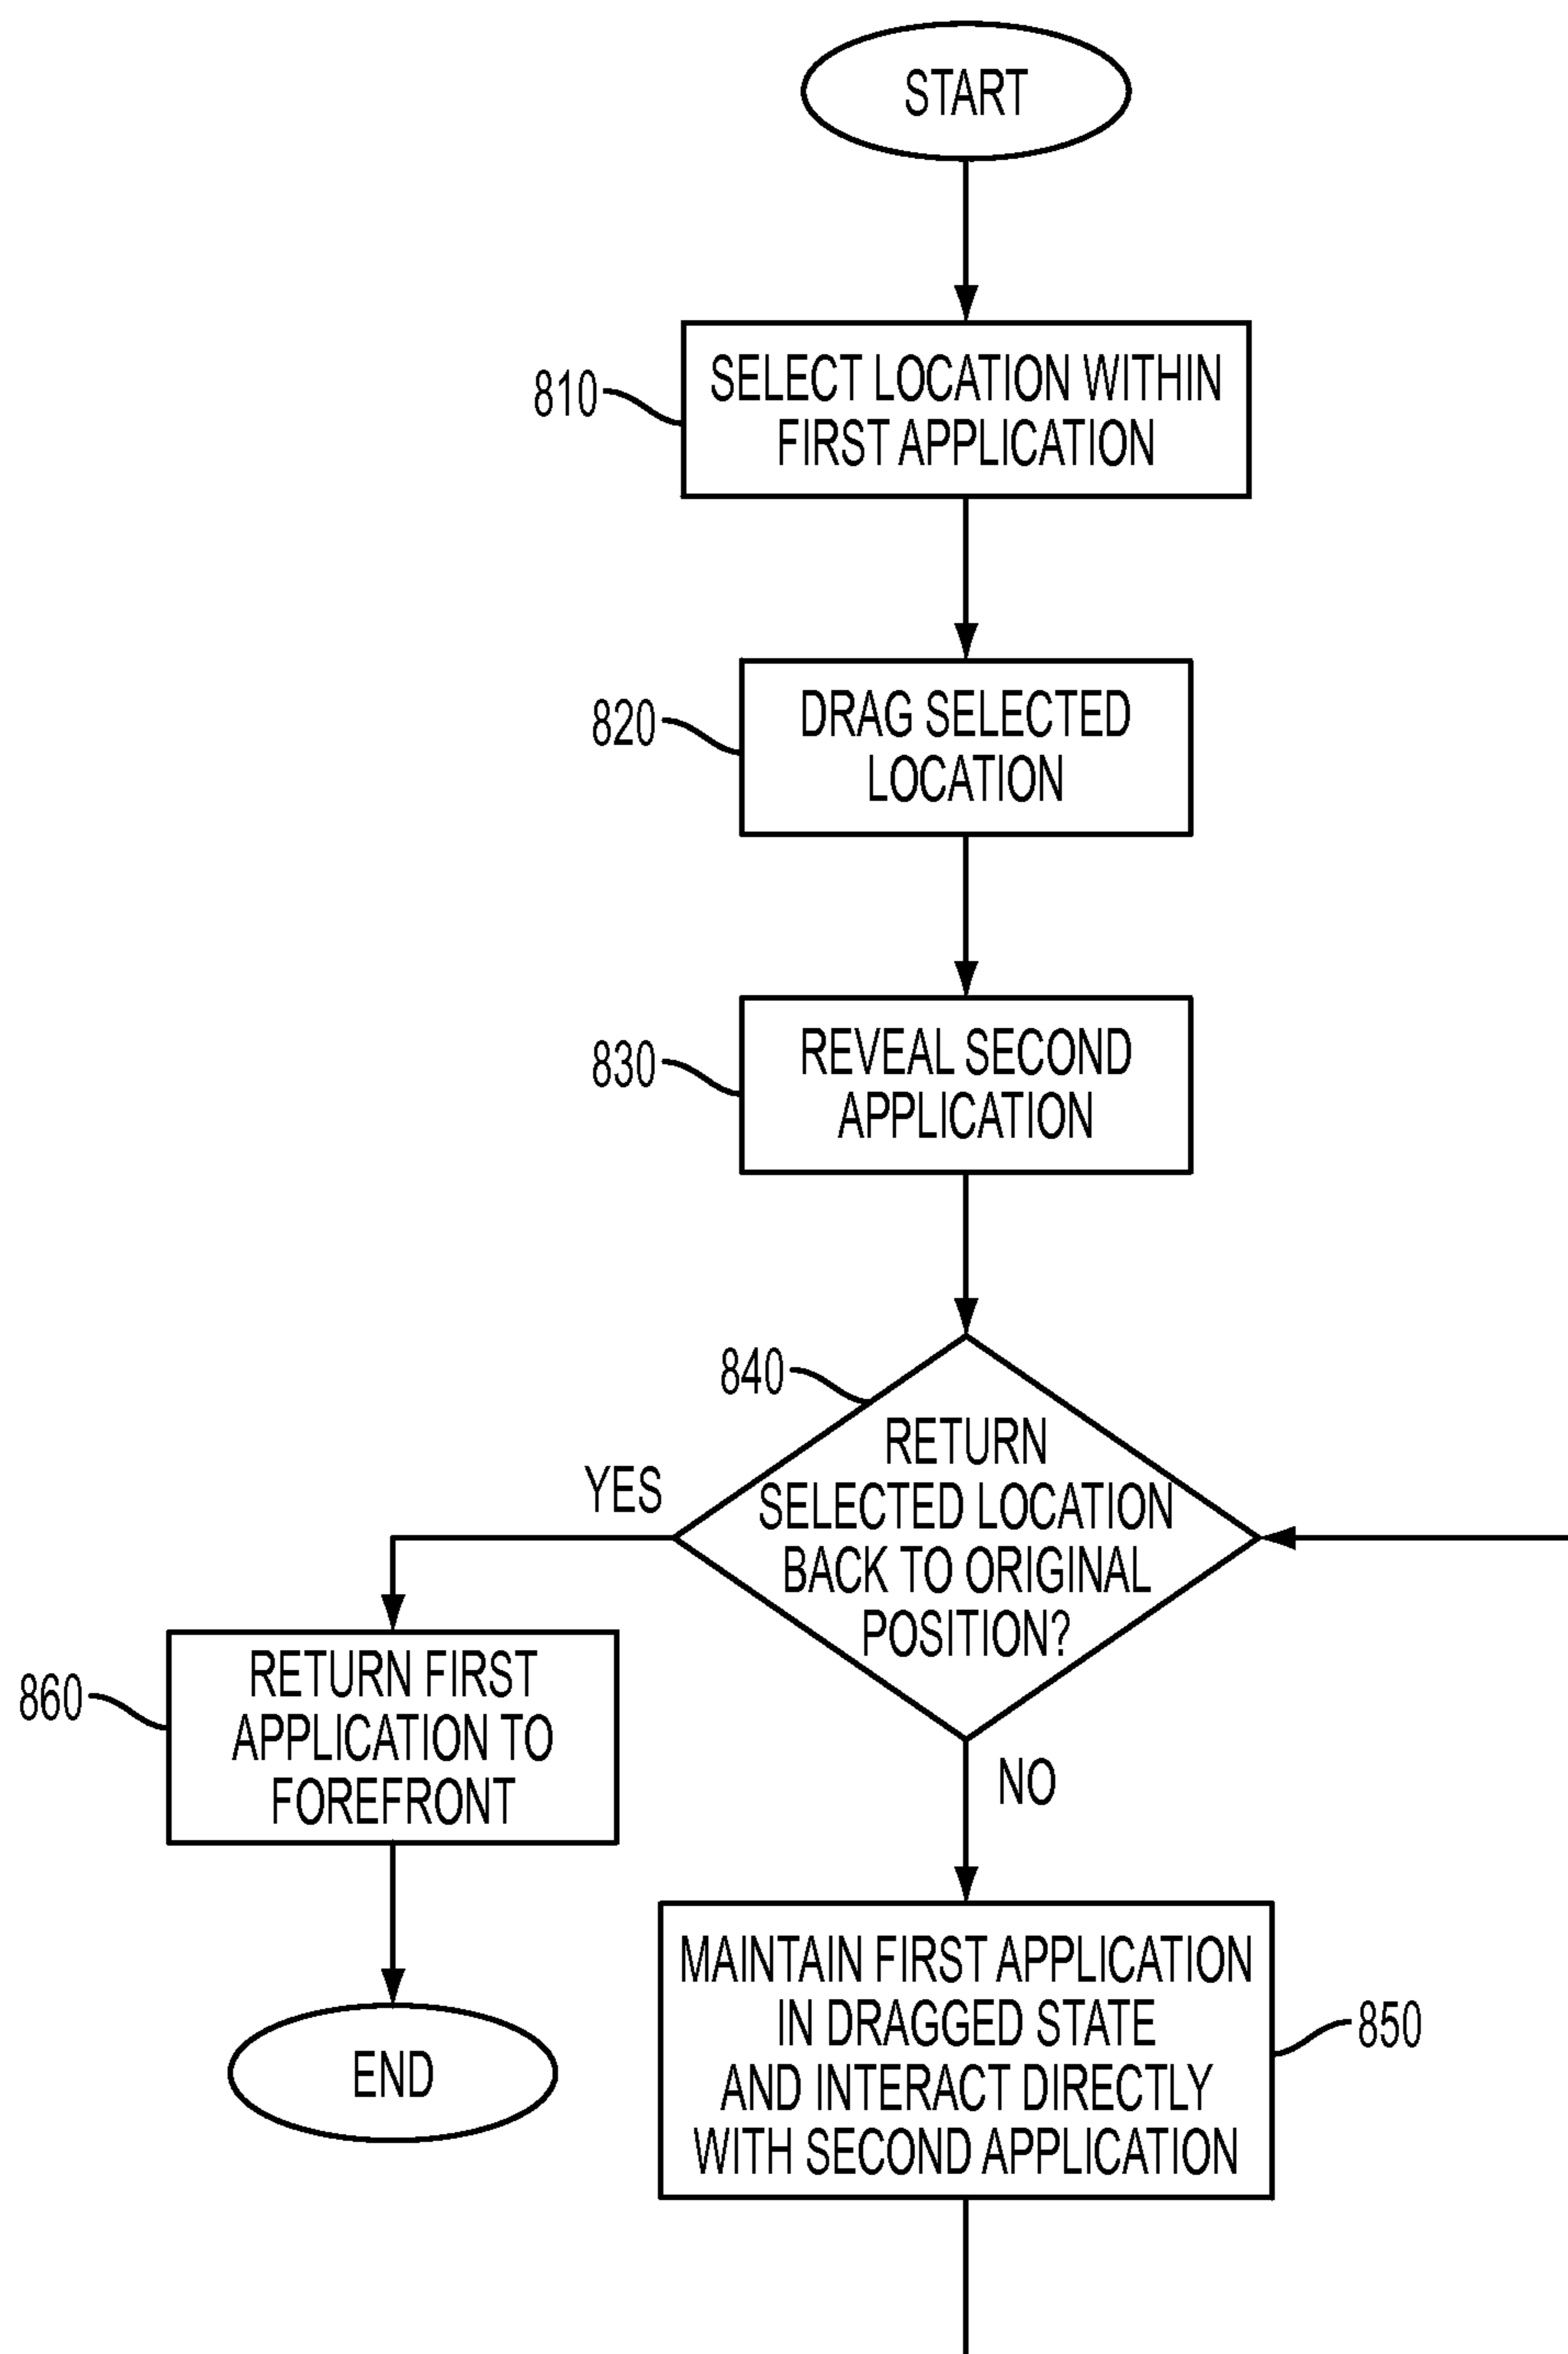 START
810
SELECT LOCATION WITHIN
FIRST APPLICATION
820
DRAG SELECTED
LOCATION
830
REVEAL SECOND
APPLICATION
840
RETURN
SELECTED LOCATION
BACK TO ORIGINAL
POSITION?
YES
NO
860
RETURN FIRST
APPLICATION TO
FOREFRONT
END
MAINTAIN FIRST APPLICATION
IN DRAGGED STATE
AND INTERACT DIRECTLY
WITH SECOND APPLICATION
850